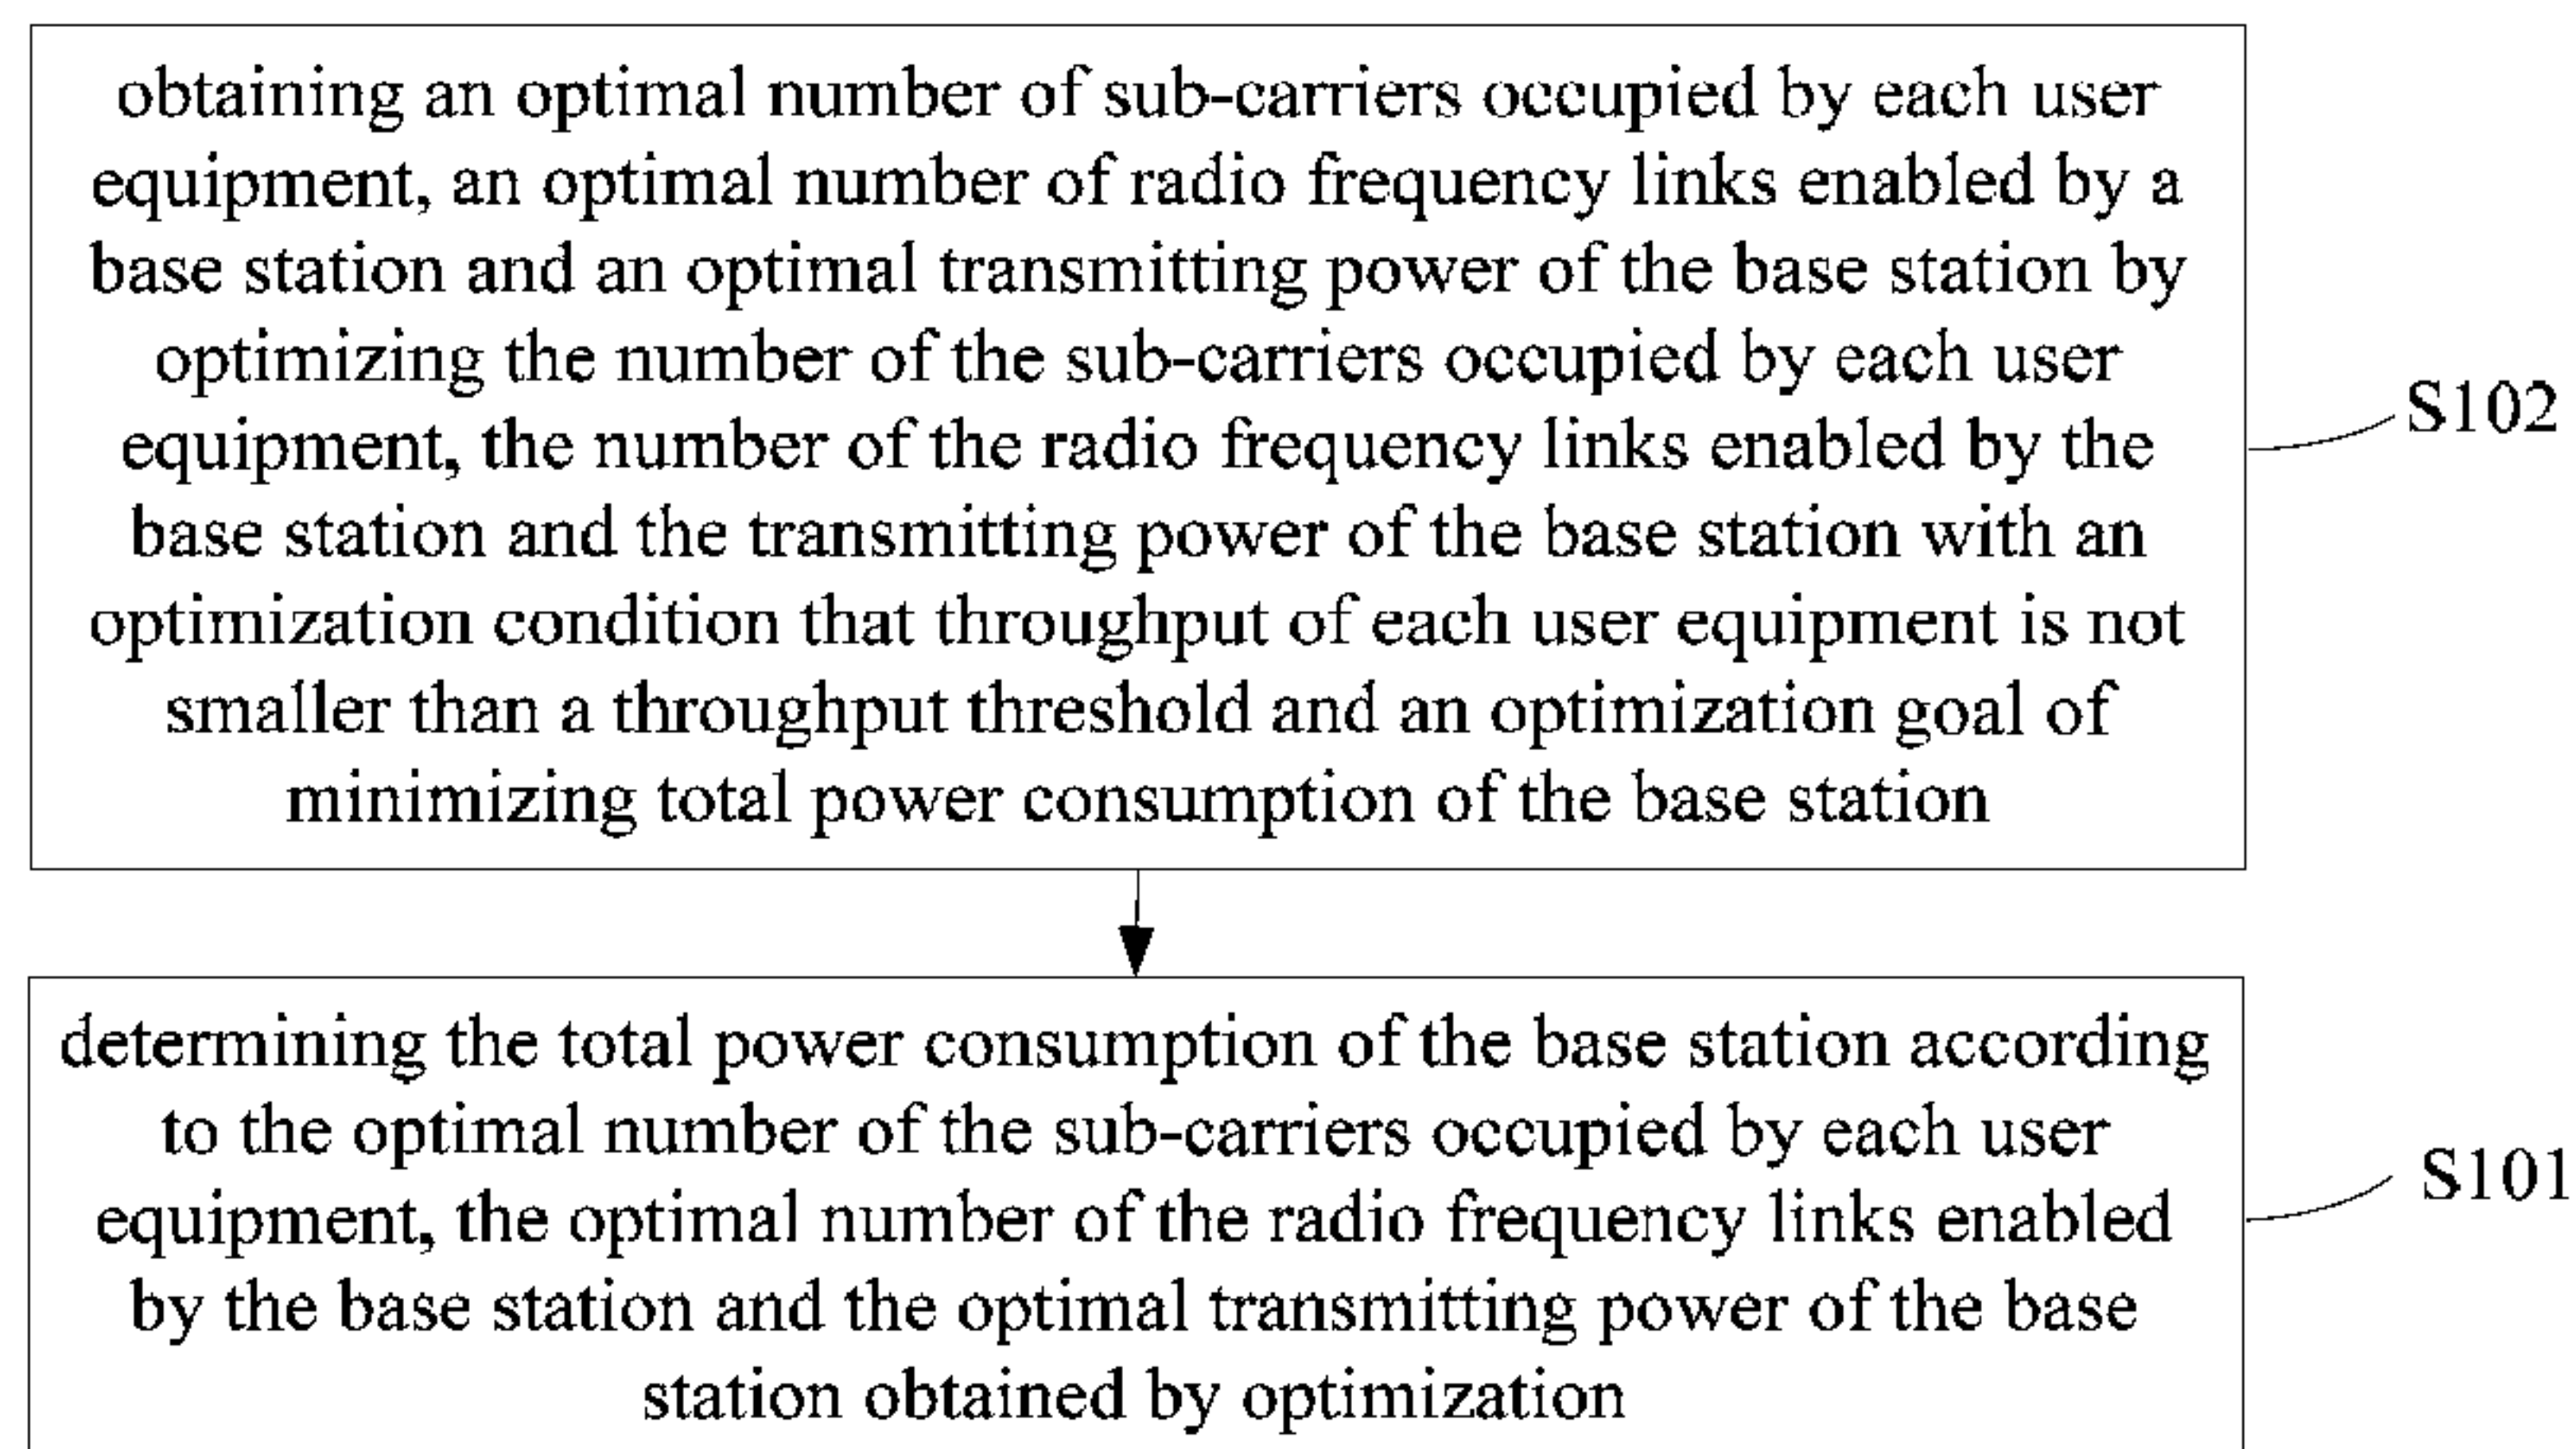 obtaining an optimal number of sub-carriers occupied by each user
equipment, an optimal number of radio frequency links enabled by a
base station and an optimal transmitting power of the base station by
optimizing the number of the sub-carriers occupied by each user
equipment, the number of the radio frequency links enabled by the
base station and the transmitting power of the base station with an
optimization condition that throughput of each user equipment is not
smaller than a throughput threshold and an optimization goal of
minimizing total power consumption of the base station
S102
determining the total power consumption of the base station according
to the optimal number of the sub-carriers occupied by each user
equipment, the optimal number of the radio frequency links enabled
by the base station and the optimal transmitting power of the base
station obtained by optimization
S101